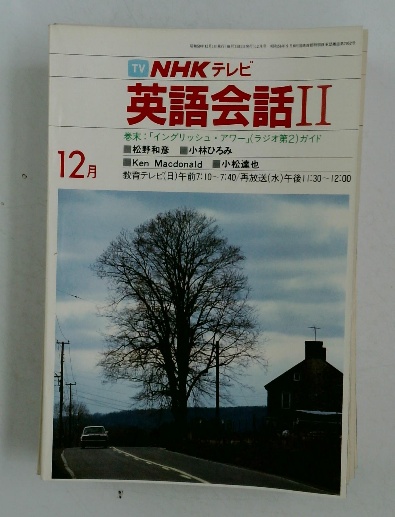 TV NHKテレビ
英語会話II
巻末:「イングリッシュ・アワー」(ラジオ第2)ガイド
■松野和彦 ■小林ひろみ
■Ken Macdonald ■小松達也
12月
教育テレビ(日)午前7:10~7:40/再放送(水)午後11:30~12:00